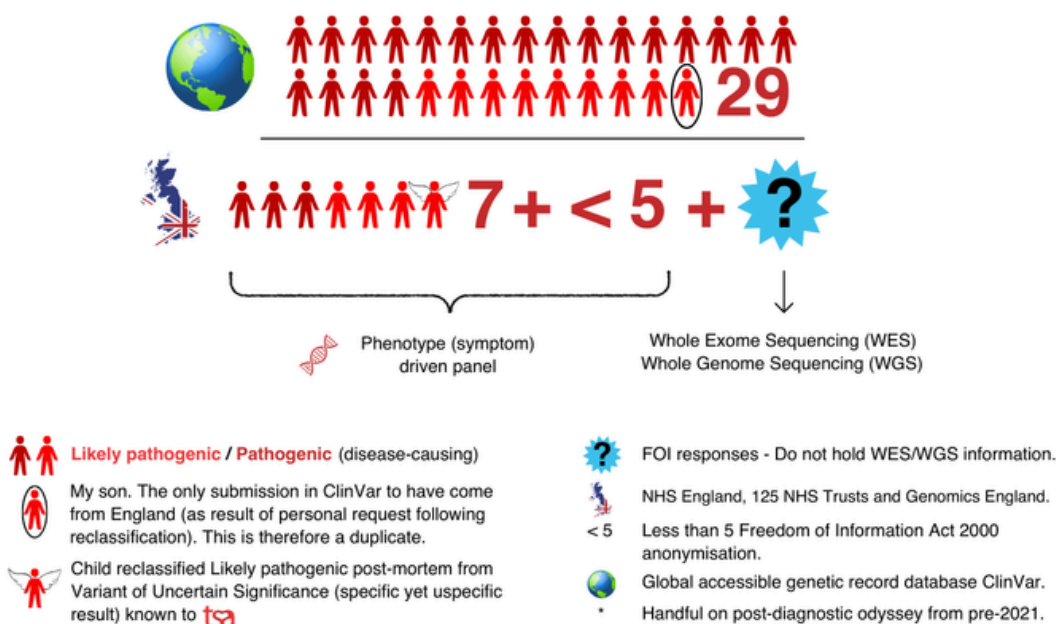 29
7 + < 5 + ?
Phenotype (symptom)
driven panel
Whole Exome Sequencing (WES)
Whole Genome Sequencing (WGS)
Likely pathogenic / Pathogenic (disease-causing)
My son. The only submission in ClinVar to have come
from England (as result of personal request following
reclassification). This is therefore a duplicate.
Child reclassified Likely pathogenic post-mortem from
Variant of Uncertain Significance (specific yet uspecific
result) known to
? FOI responses - Do not hold WES/WGS information.
NHS England, 125 NHS Trusts and Genomics England.
< 5 Less than 5 Freedom of Information Act 2000
anonymisation.
Global accessible genetic record database ClinVar.
* Handful on post-diagnostic odyssey from pre-2021.